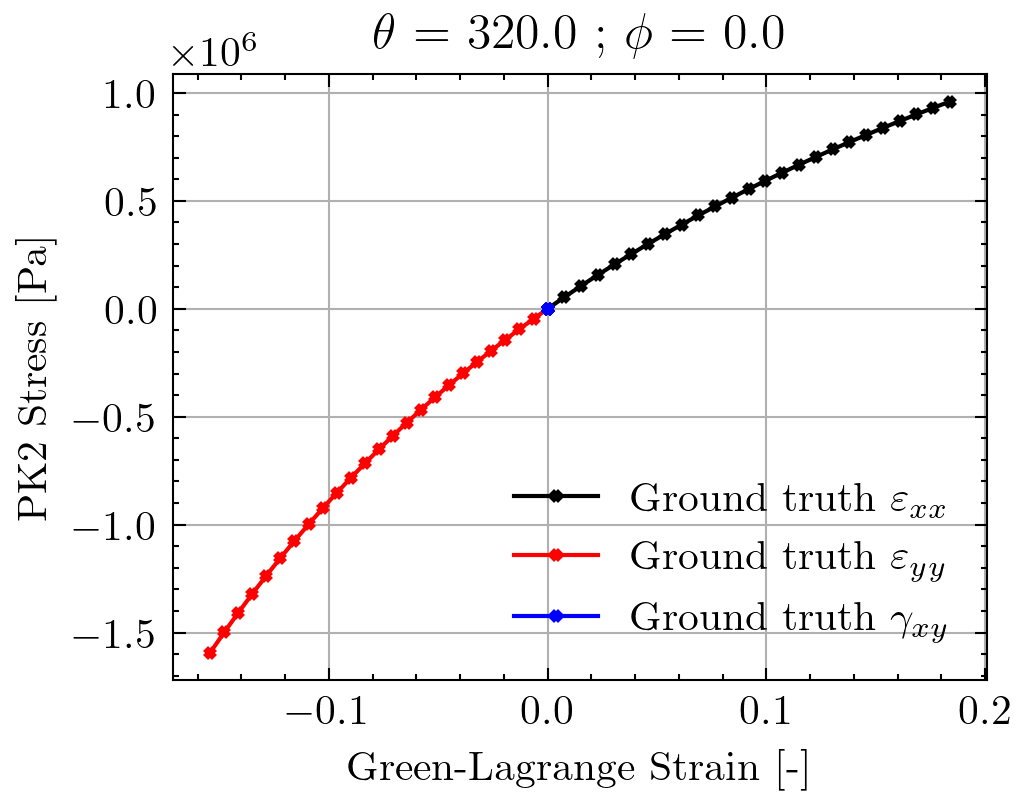 θ = 320.0 ; ϕ = 0.0
×10⁶
1.0
0.5
0.0
−0.5
−1.0
−1.5
PK2 Stress [Pa]
Ground truth εₓₓ
Ground truth ε_yy
Ground truth γ_xy
−0.1
0.0
0.1
0.2
Green-Lagrange Strain [-]